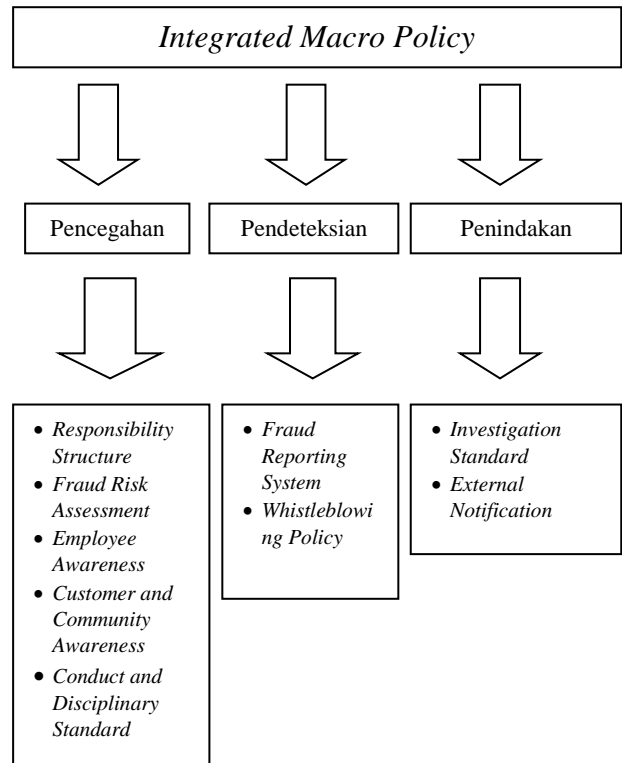 Integrated Macro Policy
Pencegahan
Pendeteksian
Penindakan
• Responsibility
Structure
• Fraud Risk
Assessment
• Employee
Awareness
• Customer and
Community
Awareness
• Conduct and
Disciplinary
Standard
• Fraud
Reporting
System
• Whistleblowi
ng Policy
• Investigation
Standard
• External
Notification